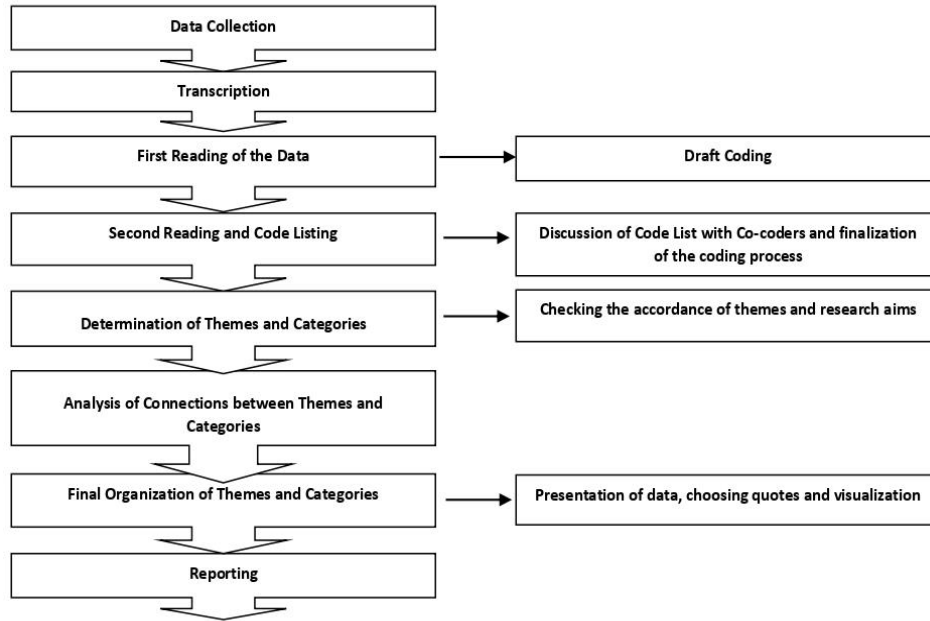 Data Collection
Transcription
First Reading of the Data
Draft Coding
Second Reading and Code Listing
Discussion of Code List with Co-coders and finalization
of the coding process
Determination of Themes and Categories
Checking the accordance of themes and research aims
Analysis of Connections between Themes and
Categories
Final Organization of Themes and Categories
Presentation of data, choosing quotes and visualization
Reporting